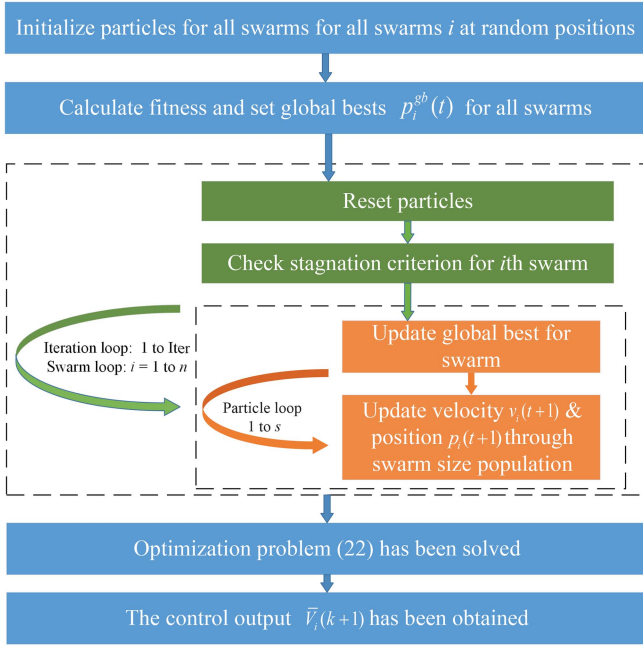 Initialize particles for all swarms for all swarms i at random positions
Calculate fitness and set global bests p_i^{gb}(t) for all swarms
Reset particles
Check stagnation criterion for ith swarm
Iteration loop: 1 to Iter
Swarm loop: i = 1 to n
Update global best for
swarm
Particle loop
1 to s
Update velocity v_i(t+1) &
position p_i(t+1) through
swarm size population
Optimization problem (22) has been solved
The control output V̅_i(k+1) has been obtained